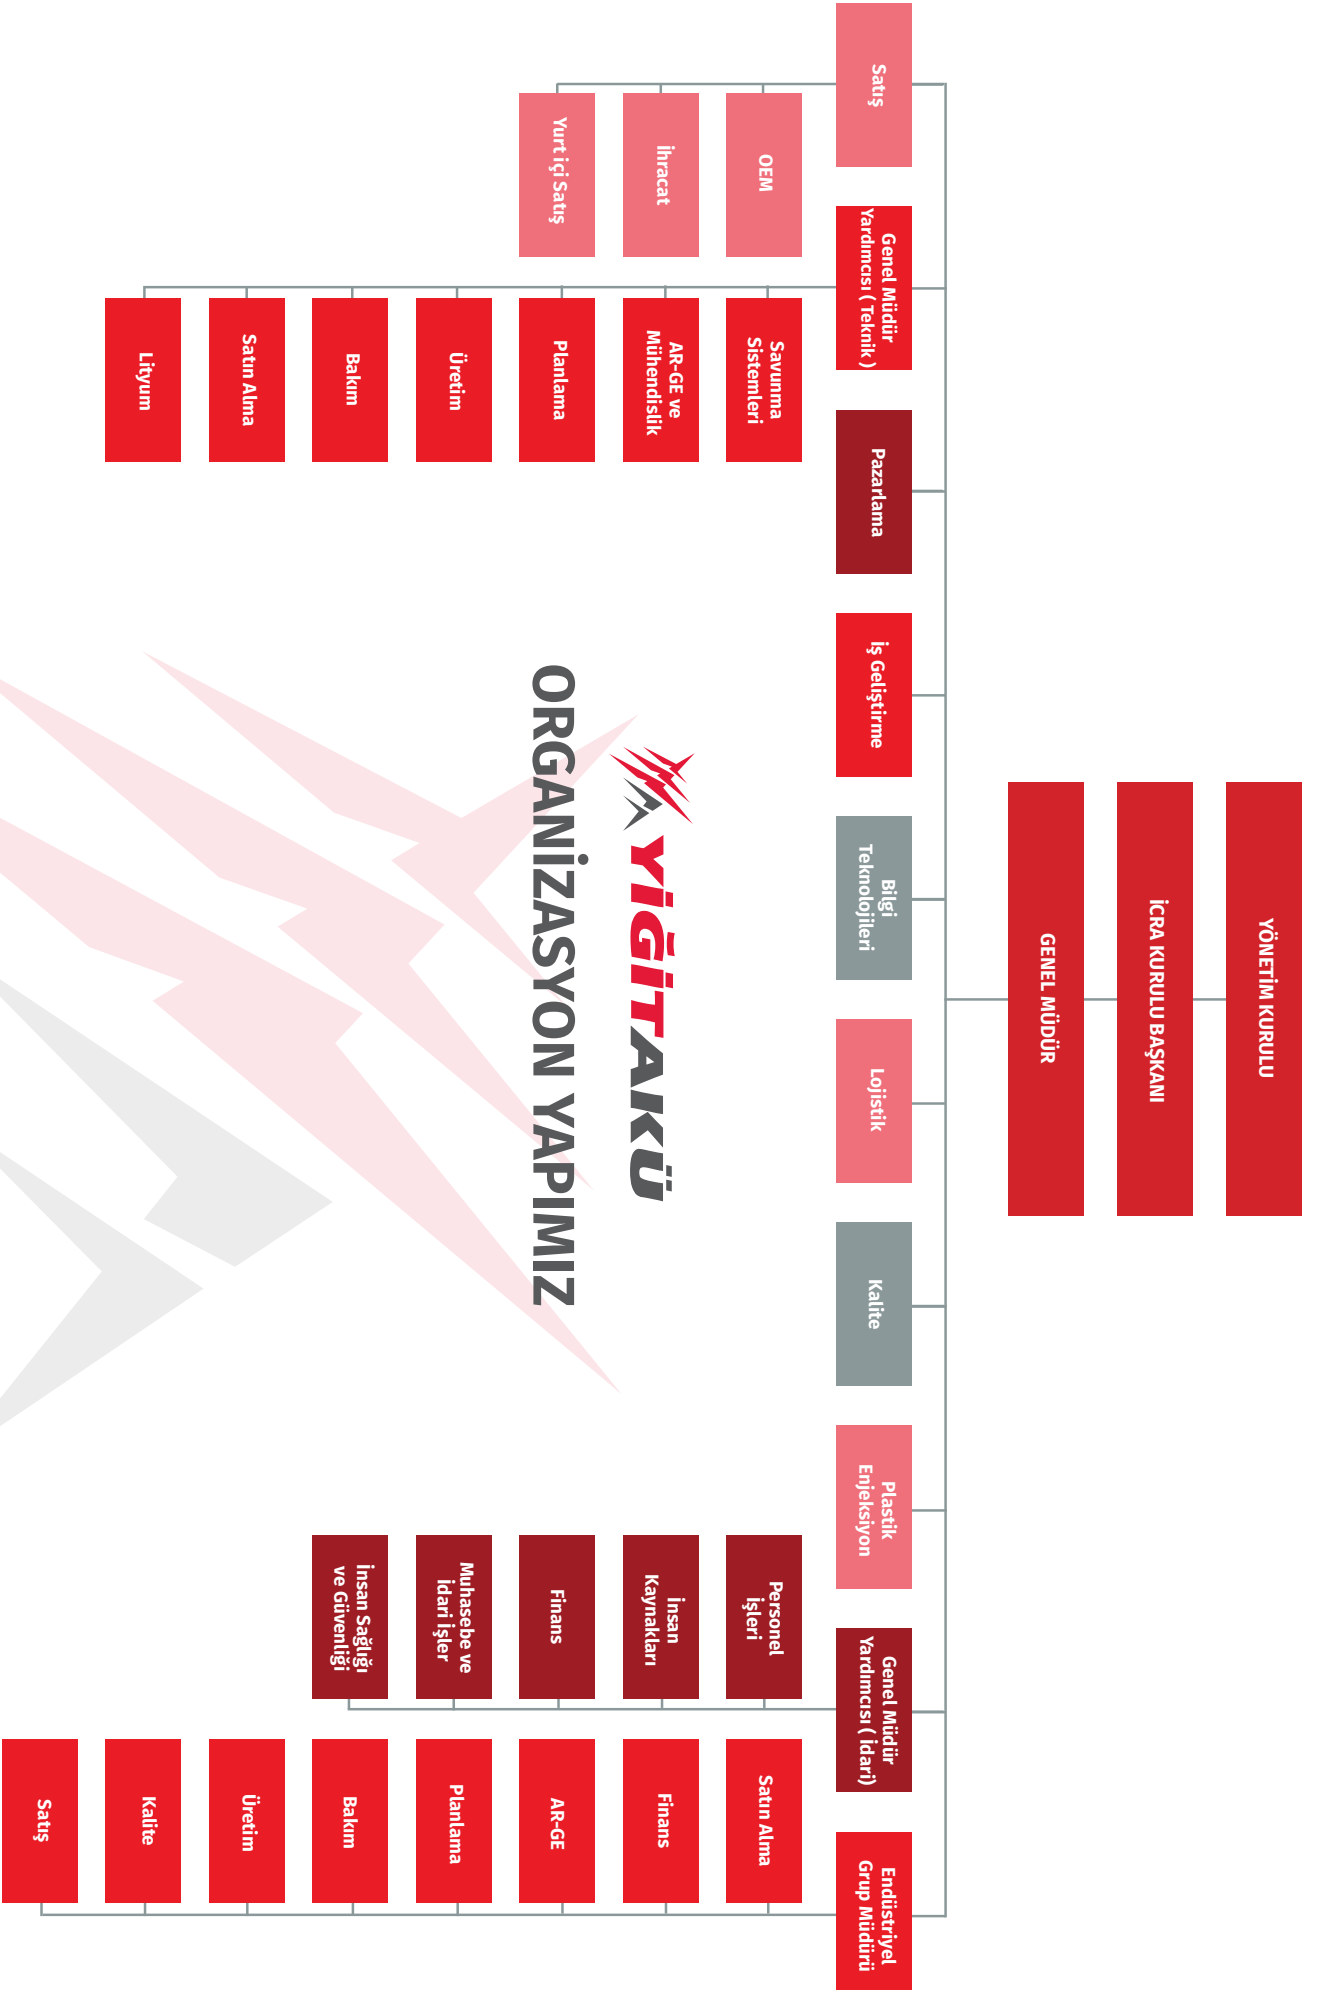 YÖNETİM KURULU
İCRA KURULU BAŞKANI
GENEL MÜDÜR
Satış
Genel Müdür
Yardımcısı ( Teknik )
Pazarlama
İş Geliştirme
Bilgi
Teknolojileri
Lojistik
Kalite
Plastik
Enjeksiyon
Genel Müdür
Yardımcısı ( İdari)
Endüstriyel
Grup Müdürü
OEM
İhracat
Yurt içi Satış
Savunma
Sistemleri
AR-GE ve
Mühendislik
Planlama
Üretim
Bakım
Satın Alma
Lityum
YİĞİTAKÜ
ORGANİZASYON YAPIMIZ
Personel
İşleri
İnsan
Kaynakları
Finans
Muhasebe ve
İdari İşler
İnsan Sağlığı
ve Güvenliği
Satın Alma
Finans
AR-GE
Planlama
Bakım
Üretim
Kalite
Satış